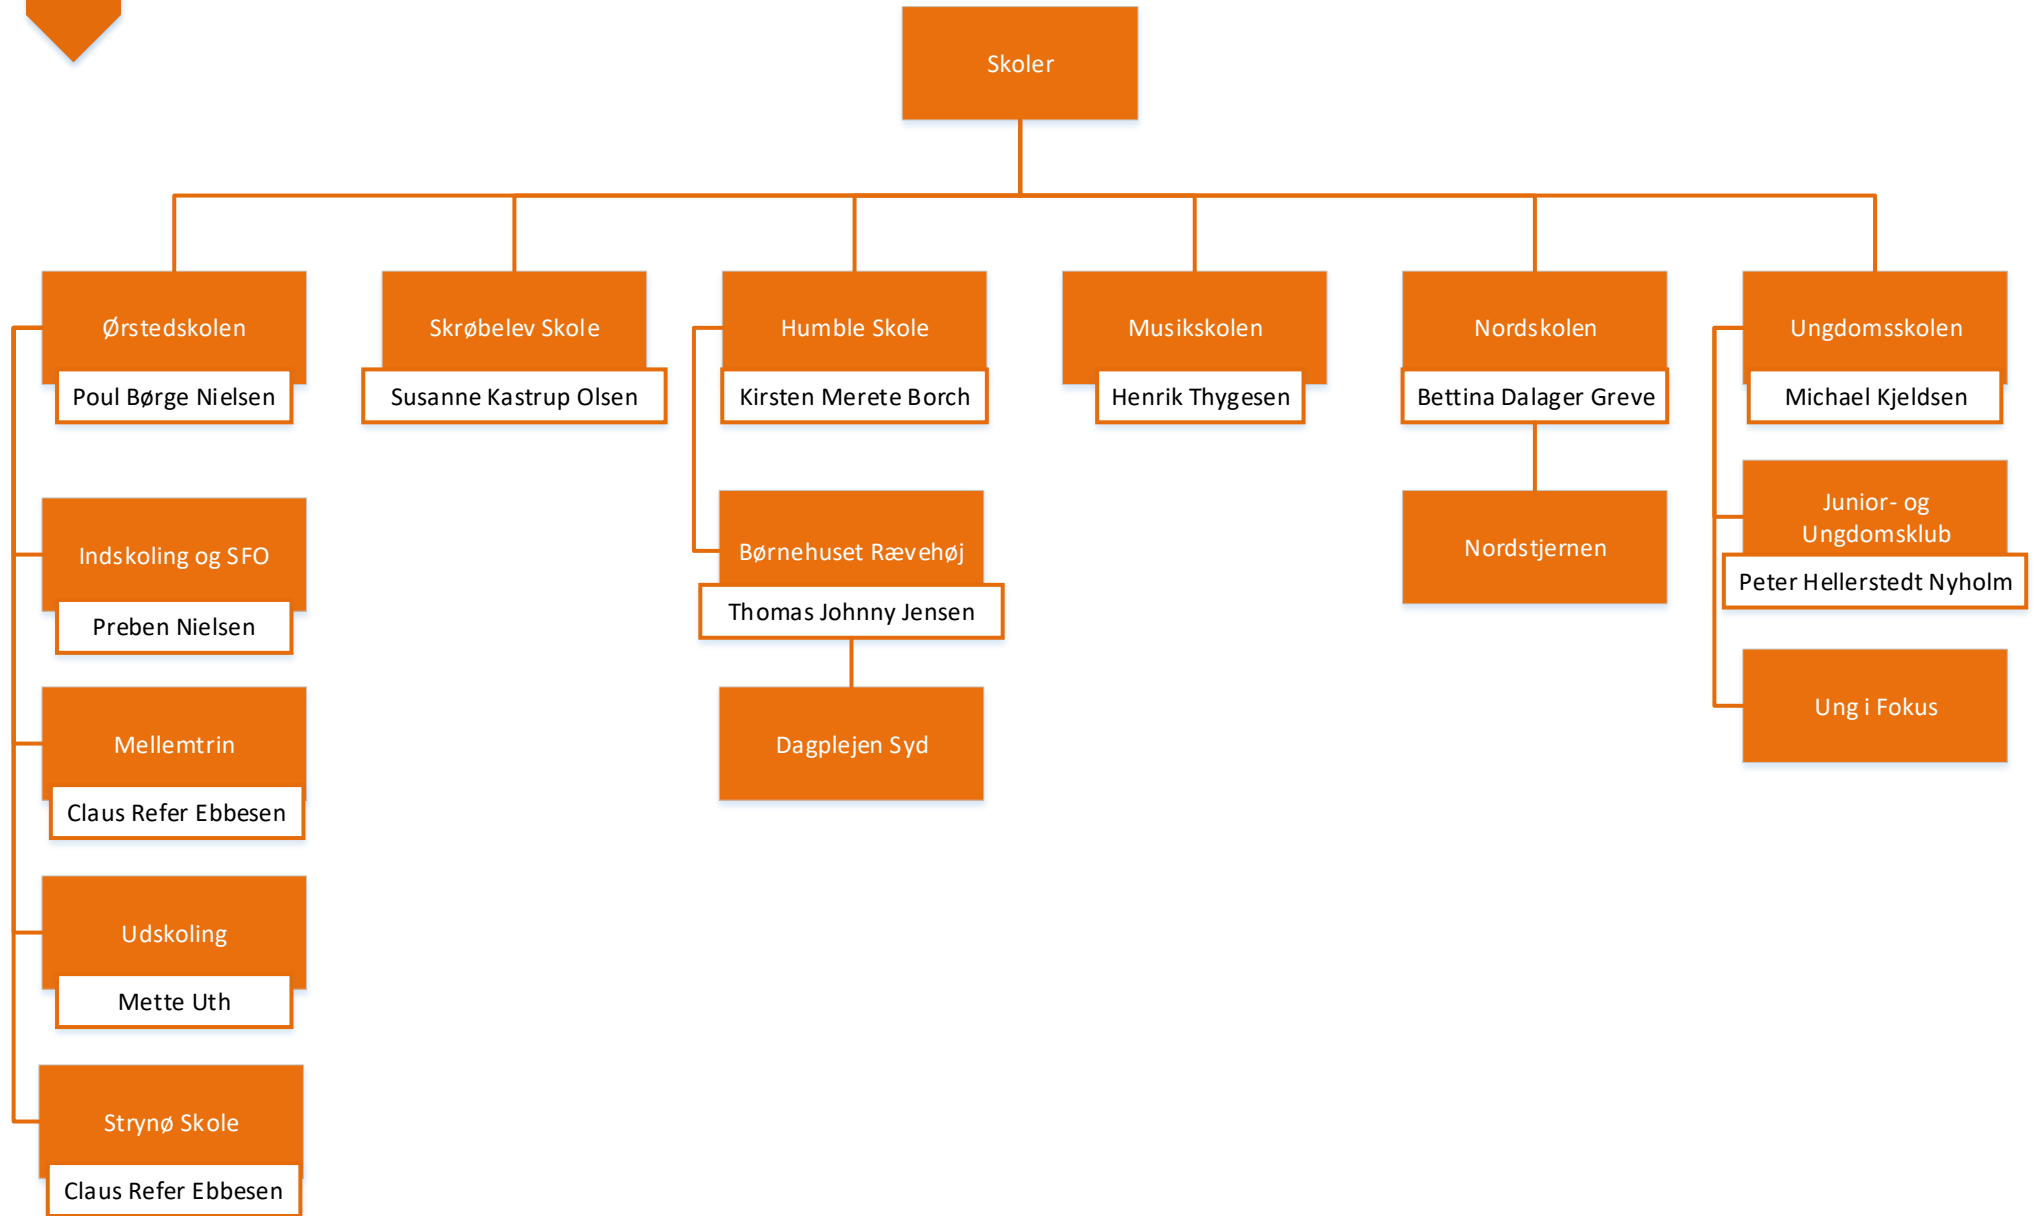 Skoler
Ørstedskolen
Poul Børge Nielsen
Skrøbelev Skole
Susanne Kastrup Olsen
Humble Skole
Kirsten Merete Borch
Musikskolen
Henrik Thygesen
Nordskolen
Bettina Dalager Greve
Ungdomsskolen
Michael Kjeldsen
Indskoling og SFO
Preben Nielsen
Mellemtrin
Claus Refer Ebbesen
Udskoling
Mette Uth
Strynø Skole
Claus Refer Ebbesen
Børnehuset Rævehøj
Thomas Johnny Jensen
Dagplejen Syd
Nordstjernen
Junior- og
Ungdomsklub
Peter Hellerstedt Nyholm
Ung i Fokus